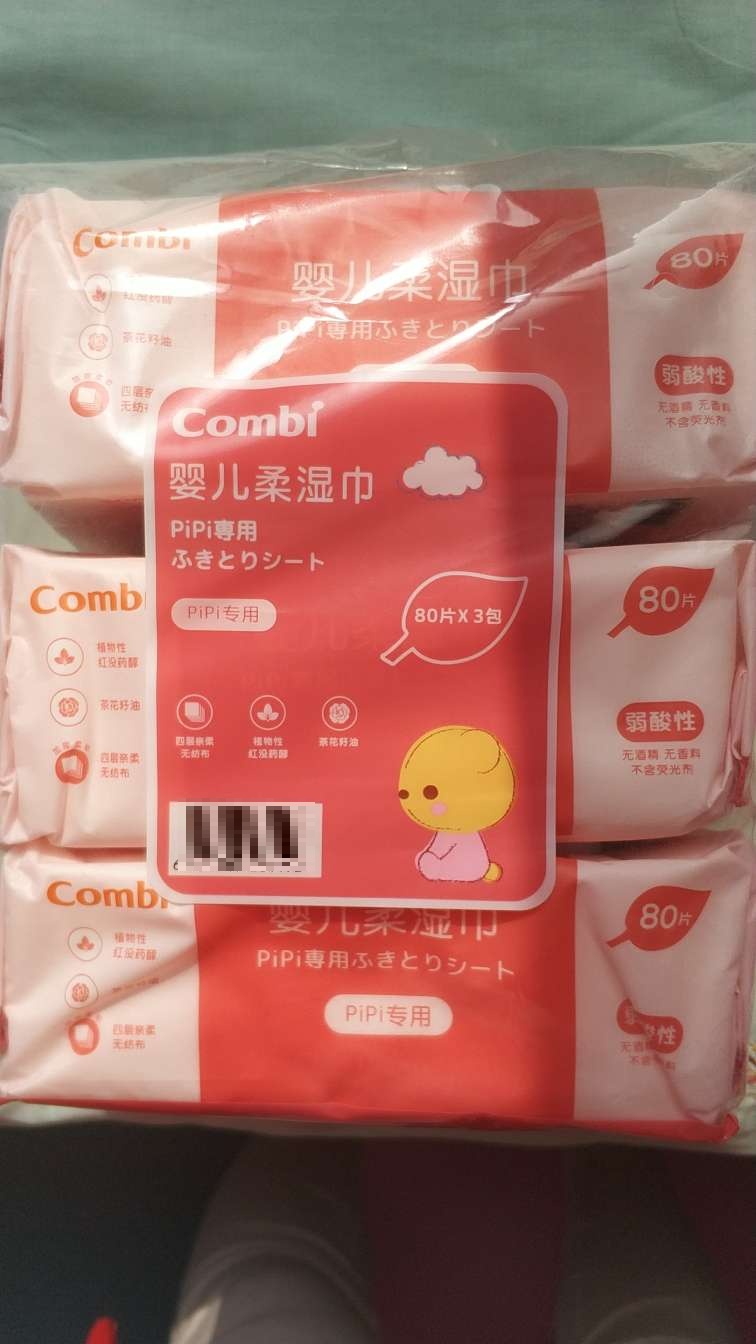 Combi
红没药醇
茶花籽油
婴儿柔湿巾
PiPi専用ふきとりシート
80片
弱酸性
无酒精 无香料
不含荧光剂
Combi
婴儿柔湿巾
PiPi専用
ふきとりシート
PiPi专用
80片X 3包
四层亲柔
无纺布
植物性
红没药醇
茶花籽油
Combi
植物性
红没药醇
茶花籽油
四层亲柔
无纺布
80片
弱酸性
无酒精 无香料
不含荧光剂
Combi
植物性
红没药醇
四层亲柔
无纺布
婴儿柔湿巾
PiPi専用ふきとりシート
PiPi专用
80片